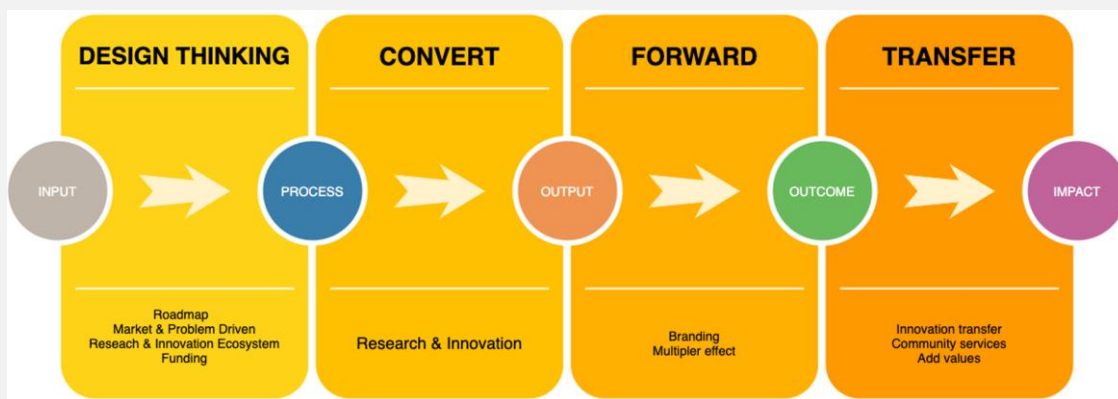 DESIGN THINKING
CONVERT
FORWARD
TRANSFER
INPUT
PROCESS
OUTPUT
OUTCOME
IMPACT
Roadmap
Market & Problem Driven
Reseach & Innovation Ecosystem
Funding
Research & Innovation
Branding
Multipler effect
Innovation transfer
Community services
Add values